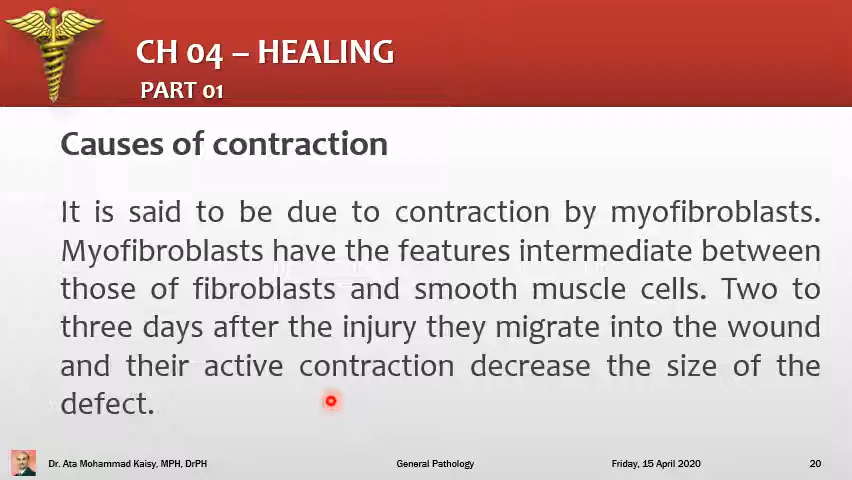 CH 04 – HEALING
PART 01
Causes of contraction
It is said to be due to contraction by myofibroblasts.
Myofibroblasts have the features intermediate between
those of fibroblasts and smooth muscle cells. Two to
three days after the injury they migrate into the wound
and their active contraction decrease the size of the
defect.
Dr. Ata Mohammad Kaisy, MPH, DrPH
General Pathology
Friday, 15 April 2020
20